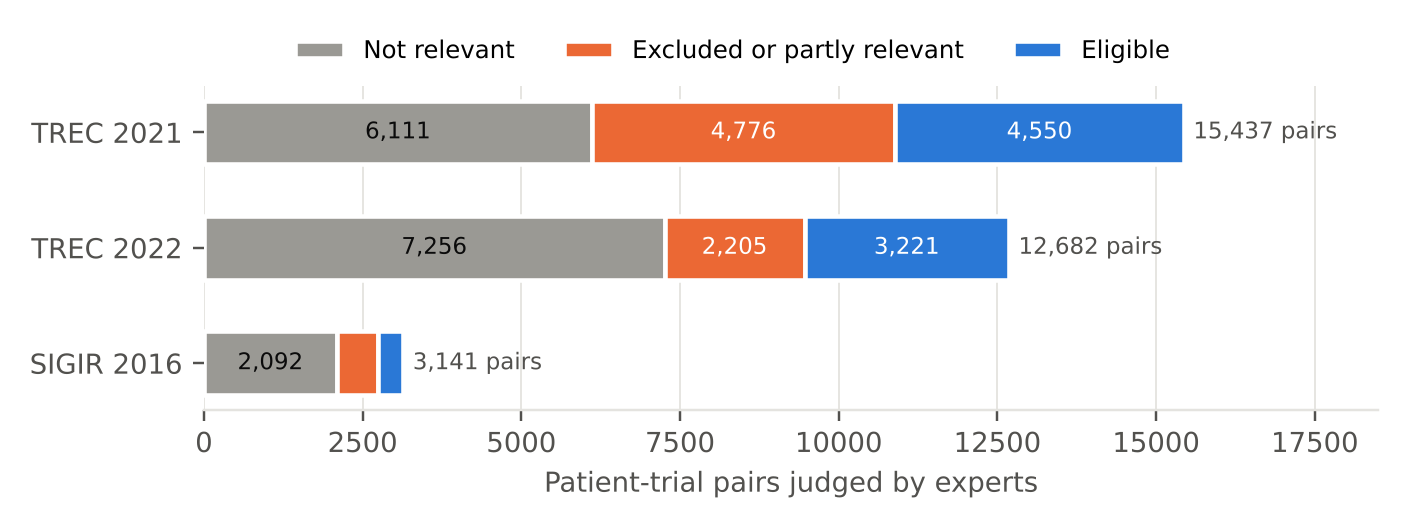 Not relevant Excluded or partly relevant Eligible
TREC 2021 6,111 4,776 4,550 15,437 pairs
TREC 2022 7,256 2,205 3,221 12,682 pairs
SIGIR 2016 2,092 3,141 pairs
0 2500 5000 7500 10000 12500 15000 17500
Patient-trial pairs judged by experts